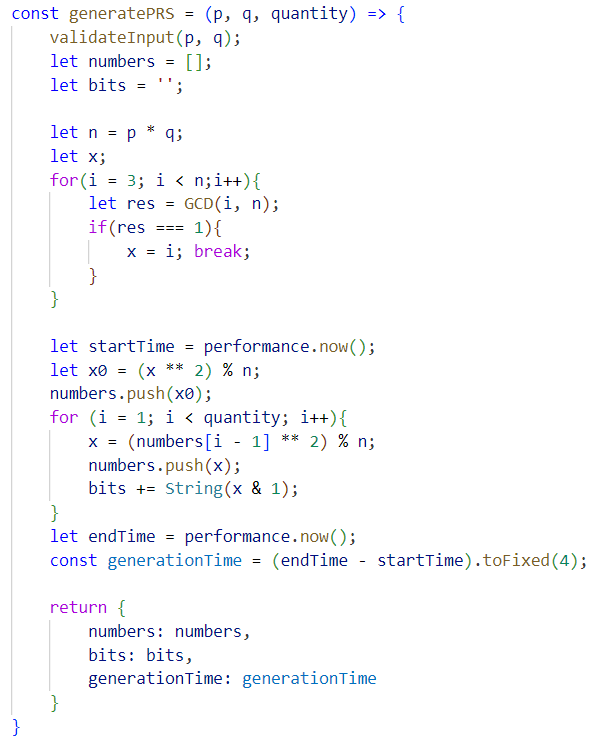 const generatePRS = (p, q, quantity) => {
    validateInput(p, q);
    let numbers = [];
    let bits = '';

    let n = p * q;
    let x;
    for(i = 3; i < n;i++){
        let res = GCD(i, n);
        if(res === 1){
            x = i; break;
        }
    }

    let startTime = performance.now();
    let x0 = (x ** 2) % n;
    numbers.push(x0);
    for (i = 1; i < quantity; i++){
        x = (numbers[i - 1] ** 2) % n;
        numbers.push(x);
        bits += String(x & 1);
    }
    let endTime = performance.now();
    const generationTime = (endTime - startTime).toFixed(4);

    return {
        numbers: numbers,
        bits: bits,
        generationTime: generationTime
    }
}